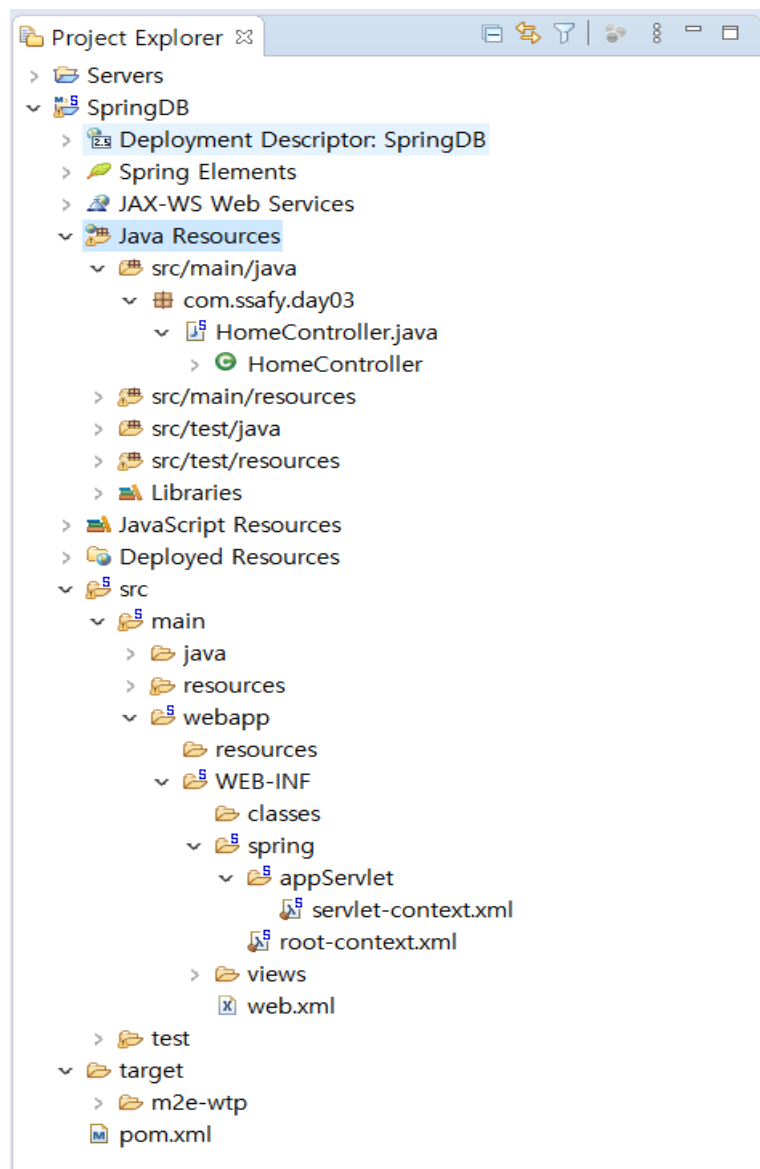 Project Explorer
Servers
SpringDB
Deployment Descriptor: SpringDB
Spring Elements
JAX-WS Web Services
Java Resources
src/main/java
com.ssafy.day03
HomeController.java
HomeController
src/main/resources
src/test/java
src/test/resources
Libraries
JavaScript Resources
Deployed Resources
src
main
java
resources
webapp
resources
WEB-INF
classes
spring
appServlet
servlet-context.xml
root-context.xml
views
web.xml
test
target
m2e-wtp
pom.xml